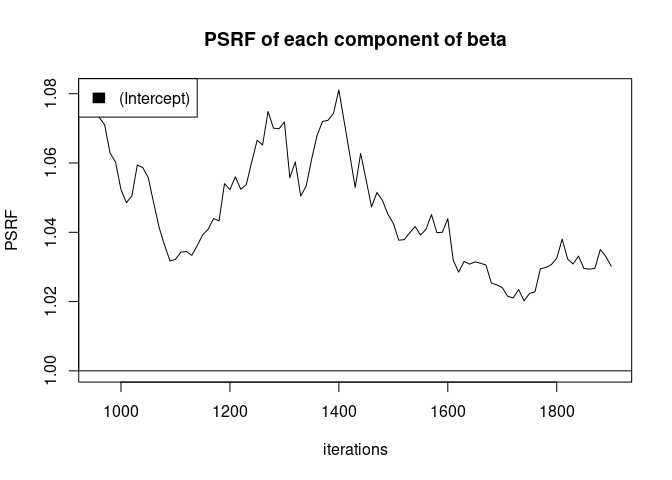 PSRF of each component of beta
(Intercept)
PSRF
1.08
1.06
1.04
1.02
1.00
1000 1200 1400 1600 1800
iterations